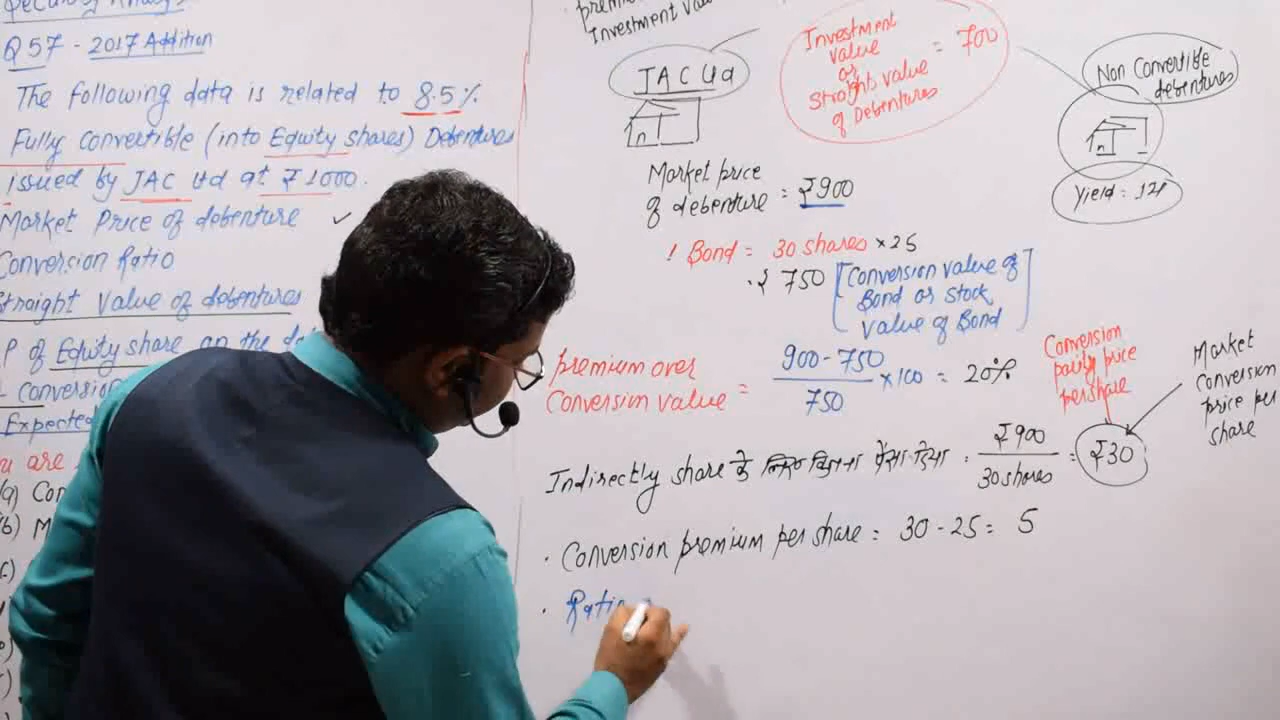 Security Analysis
Q 57 - 2017 Addition
The following data is related to 8.5%
Fully Convertible (into Equity shares) Debentures
issued by JAC Ltd at ₹1000.
Market Price of debenture ✓
Conversion Ratio
Straight Value of debentures
P of Equity share on the
conversion
Expected
are
(a) Con
(b) M
Investment Valu
JAC Ltd
Investment
value
or
Straight value
of Debentures
= 700
Non Convertible
debentures
Yield = 12%
Market price
of debenture = ₹900
1 Bond = 30 shares × 25
₹ 750 [Conversion value of
Bond or stock
value of Bond]
premium over
Conversion value = 900 - 750 / 750 × 100 = 20%
Conversion
parity price
per share
Market
Conversion
price per
share
Indirectly share के लिए कितना पैसा दिया = ₹900 / 30 shares = ₹30
· Conversion premium per share = 30 - 25 = 5
· Ratio